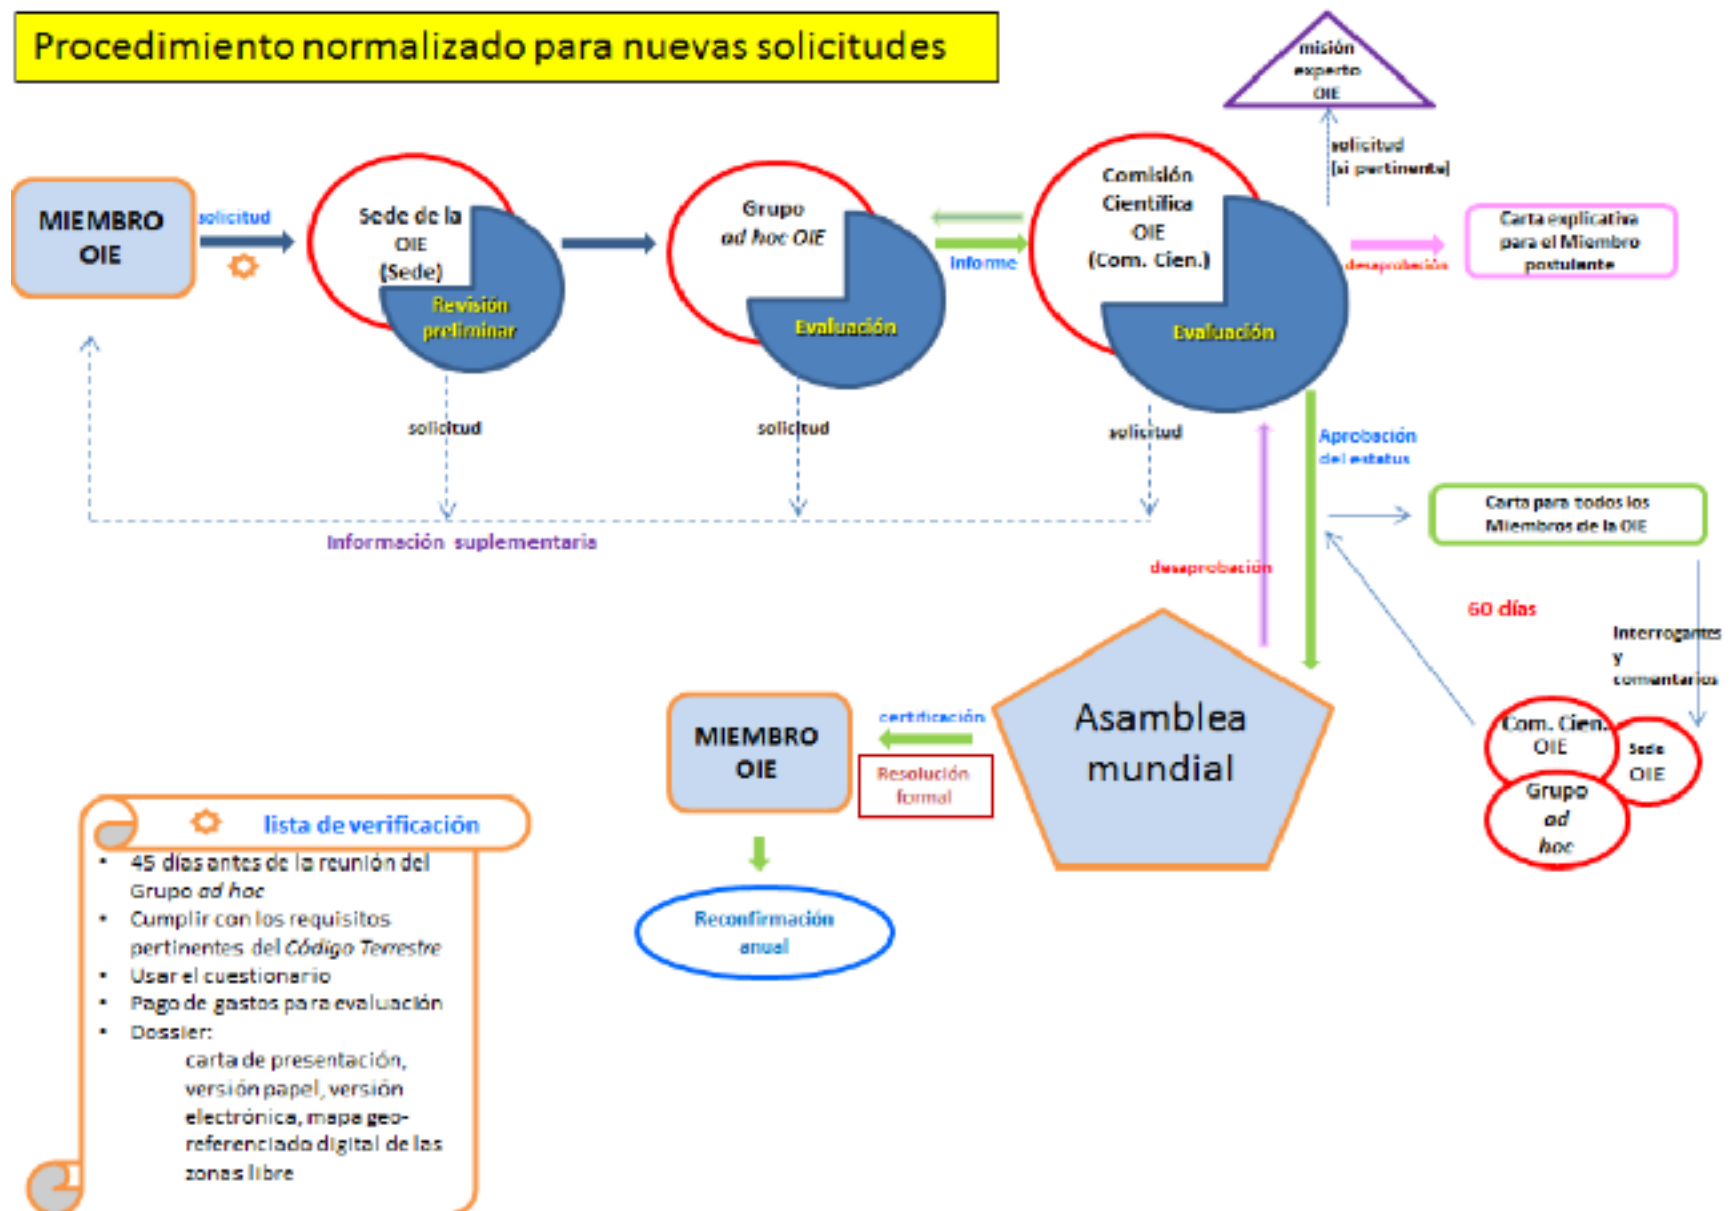 Procedimiento normalizado para nuevas solicitudes
misión
experto
OIE
solicitud
(si pertinente)
MIEMBRO
OIE
solicitud
Sede de la
OIE
(Sede)
Revisión
preliminar
Grupo
ad hoc OIE
Evaluación
Informe
Comisión
Científica
OIE
(Com. Cien.)
Evaluación
desaprobación
Carta explicativa
para el Miembro
postulante
solicitud
solicitud
solicitud
Información suplementaria
Aprobación
del estatus
Carta para todos los
Miembros de la OIE
desaprobación
60 días
Interrogantes
y
comentarios
Com. Cien.
OIE
Sede
OIE
Grupo
ad
hoc
Asamblea
mundial
certificación
Resolución
formal
MIEMBRO
OIE
Reconfirmación
anual
lista de verificación
• 45 días antes de la reunión del
Grupo ad hoc
• Cumplir con los requisitos
pertinentes del Código Terrestre
• Usar el cuestionario
• Pago de gastos para evaluación
• Dossier:
carta de presentación,
versión papel, versión
electrónica, mapa geo-
referenciado digital de las
zonas libre